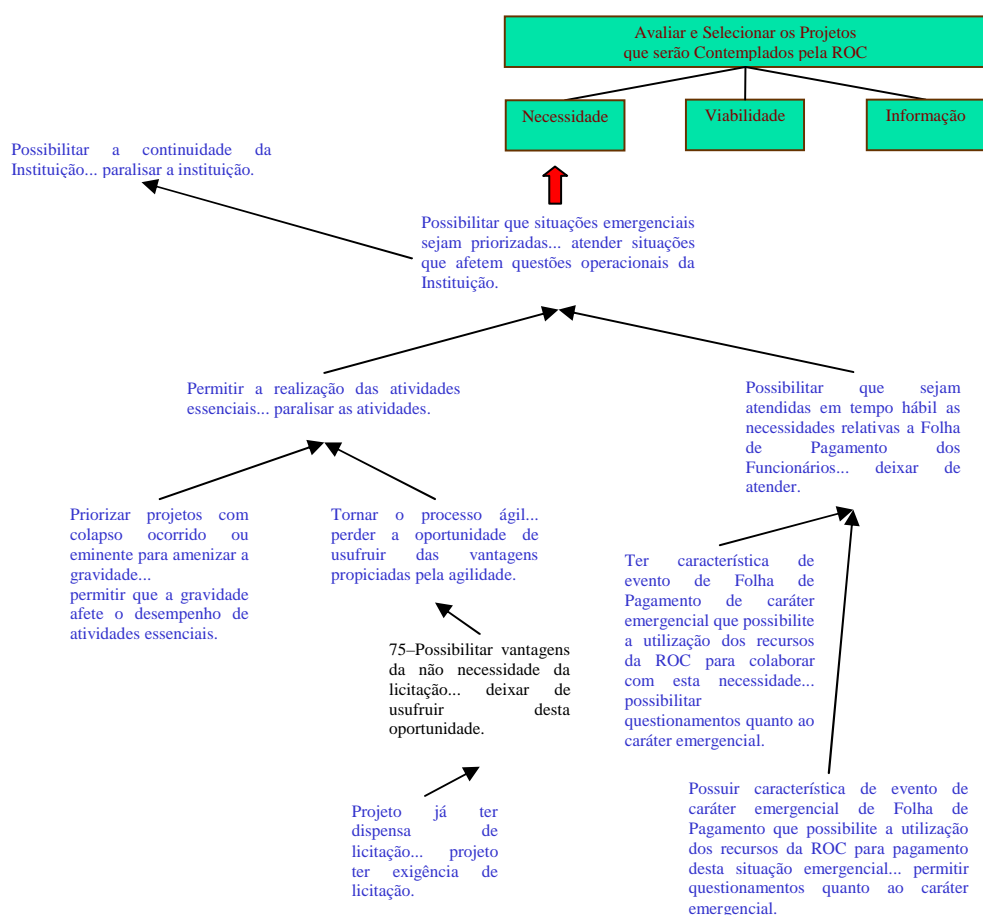 Avaliar e Selecionar os Projetos
que serão Contemplados pela ROC
Necessidade
Viabilidade
Informação
Possibilitar a continuidade da
Instituição... paralisar a instituição.
Possibilitar que situações emergenciais
sejam priorizadas... atender situações
que afetem questões operacionais da
Instituição.
Permitir a realização das atividades
essenciais... paralisar as atividades.
Possibilitar que sejam
atendidas em tempo hábil as
necessidades relativas a Folha
de Pagamento dos
Funcionários... deixar de
atender.
Priorizar projetos com
colapso ocorrido ou
eminente para amenizar a
gravidade...
permitir que a gravidade
afete o desempenho de
atividades essenciais.
Tornar o processo ágil...
perder a oportunidade de
usufruir das vantagens
propiciadas pela agilidade.
Ter característica de
evento de Folha de
Pagamento de caráter
emergencial que possibilite
a utilização dos recursos
da ROC para colaborar
com esta necessidade...
possibilitar
questionamentos quanto ao
caráter emergencial.
75–Possibilitar vantagens
da não necessidade da
licitação... deixar de
usufruir desta
oportunidade.
Projeto já ter
dispensa de
licitação... projeto
ter exigência de
licitação.
Possuir característica de evento de
caráter emergencial de Folha de
Pagamento que possibilite a utilização
dos recursos da ROC para pagamento
desta situação emergencial... permitir
questionamentos quanto ao caráter
emergencial.